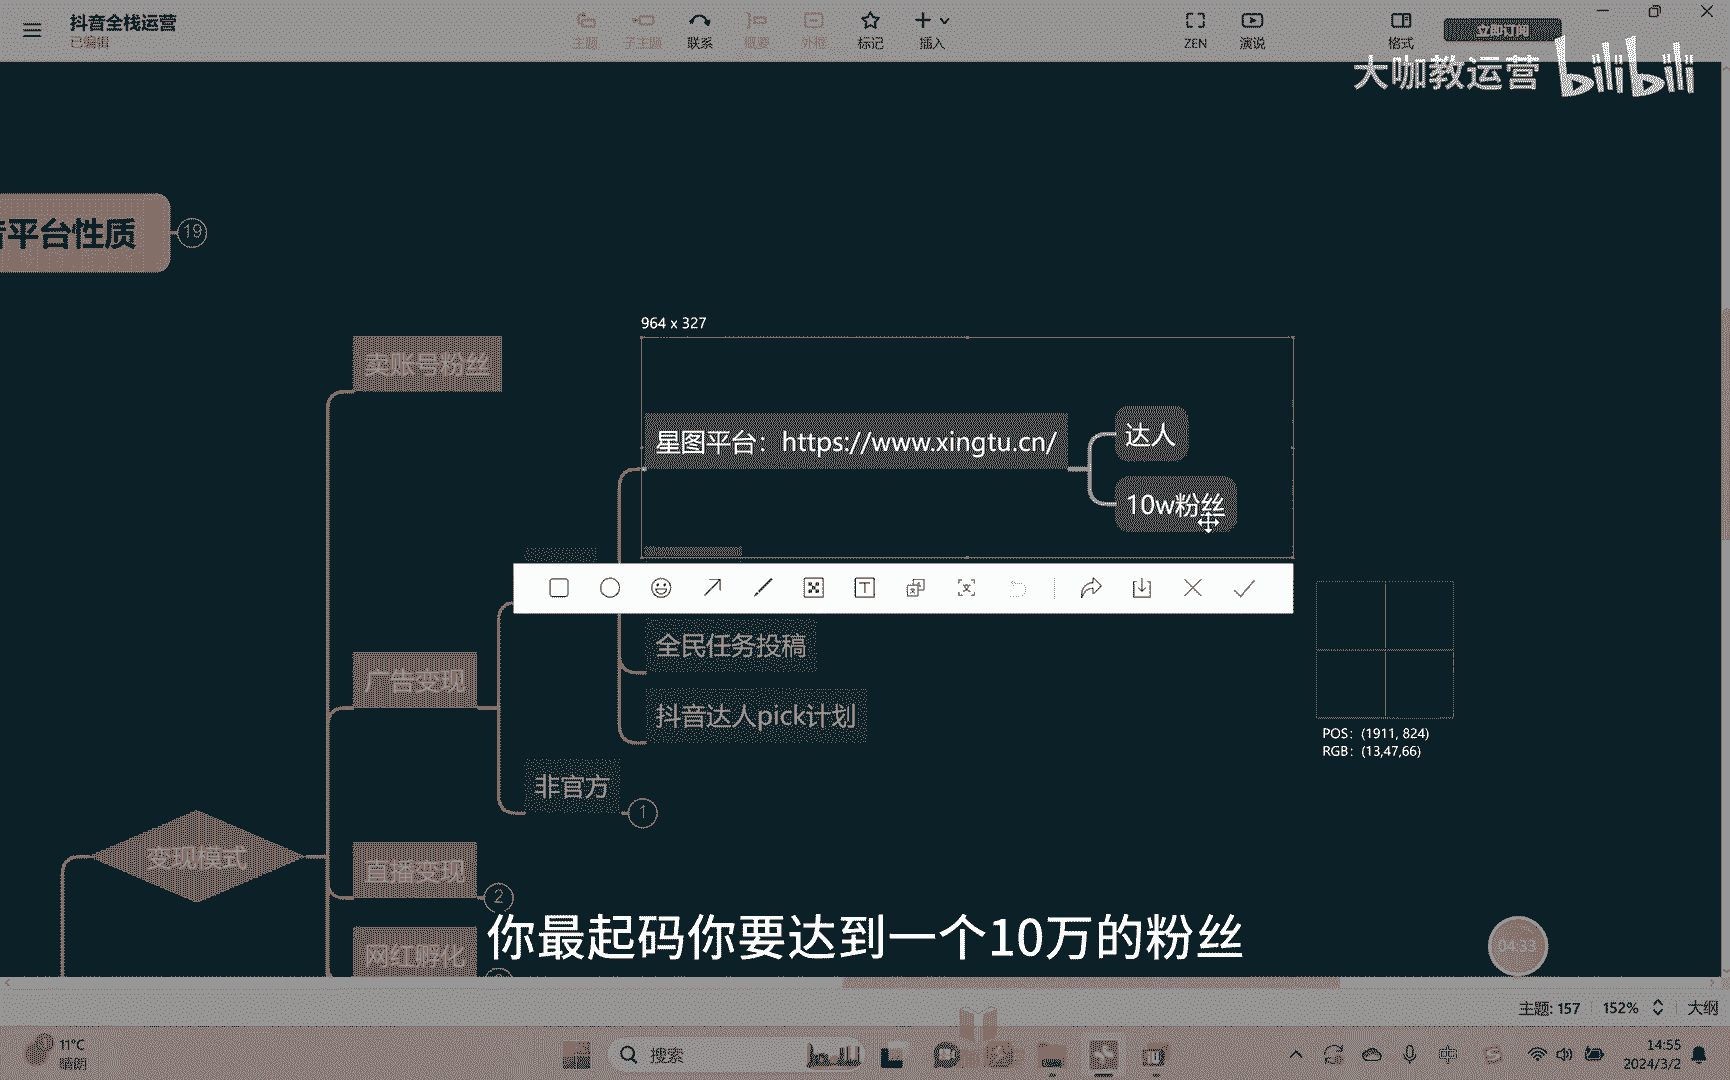 抖音全栈运营
已编辑
主题
子主题
联系
概要
外框
标记
插入
ZEN
演说
格式
立即订阅
大咖教运营 bilibili
音平台性质
19
964 x 327
卖账号粉丝
星图平台：https://www.xingtu.cn/
达人
10w粉丝
全民任务投稿
广告变现
抖音达人pick计划
POS： (1911, 824)
RGB： (13,47,66)
非官方
1
变现模式
直播变现
2
网红孵化
你最起码你要达到一个10万的粉丝
04:33
主题: 157
152%
大纲
11°C
晴朗
搜索
中
14:55
2024/3/2